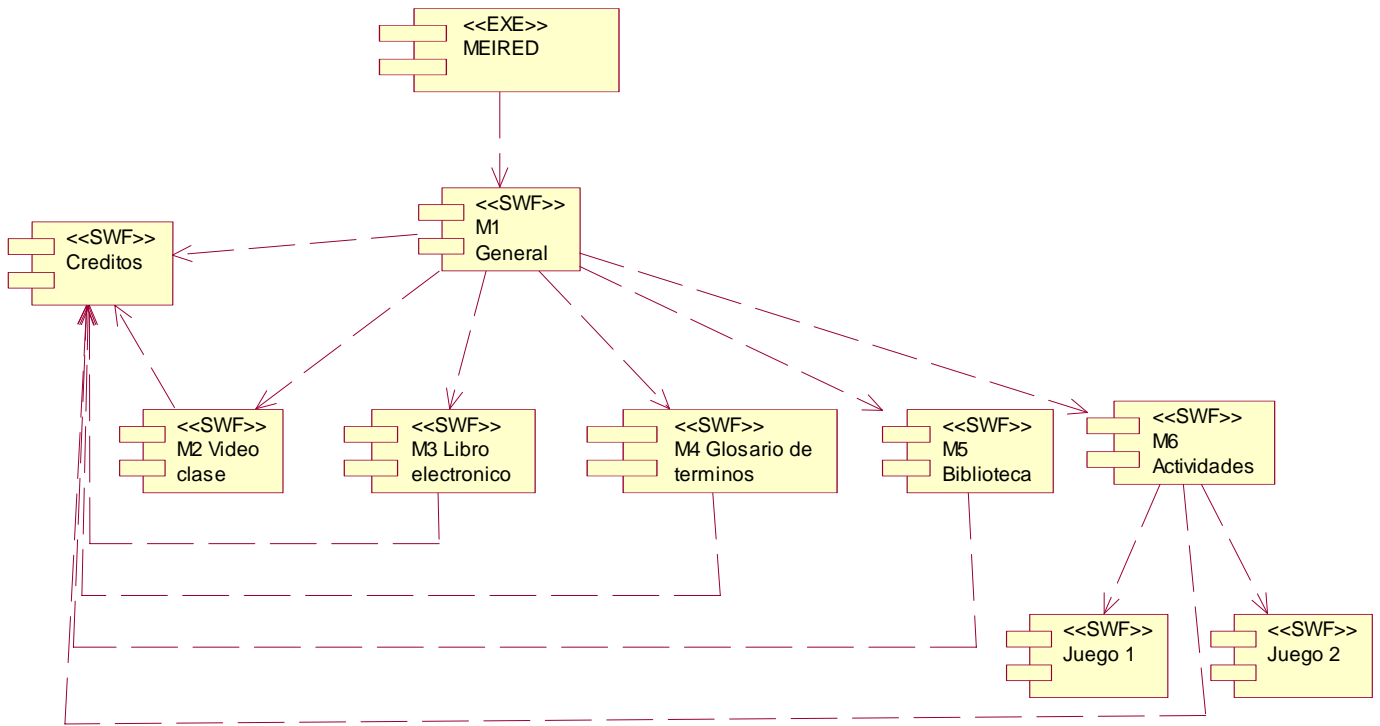 <<EXE>>
MEIRED
<<SWF>>
M1
General
<<SWF>>
Creditos
<<SWF>>
M2 Video
clase
<<SWF>>
M3 Libro
electronico
<<SWF>>
M4 Glosario de
terminos
<<SWF>>
M5
Biblioteca
<<SWF>>
M6
Actividades
<<SWF>>
Juego 1
<<SWF>>
Juego 2